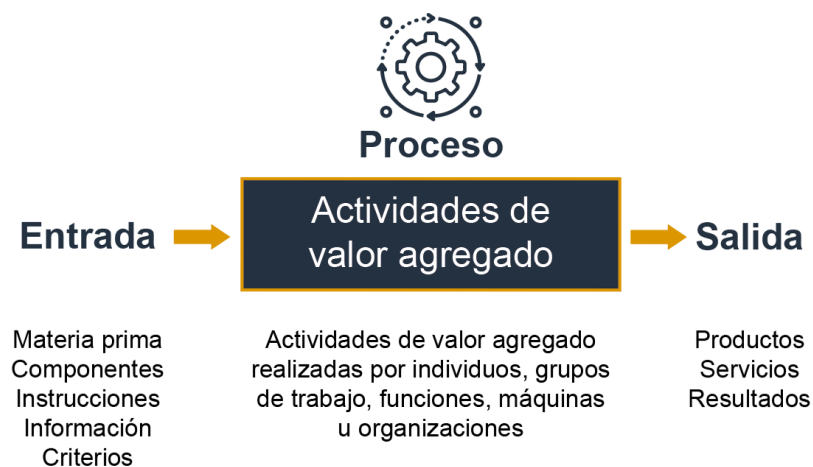 Proceso
Entrada
Actividades de
valor agregado
Salida
Materia prima
Componentes
Instrucciones
Información
Criterios
Actividades de valor agregado
realizadas por individuos, grupos
de trabajo, funciones, máquinas
u organizaciones
Productos
Servicios
Resultados